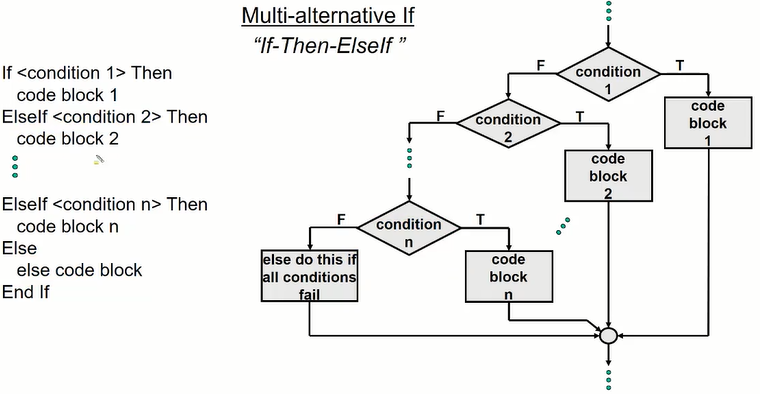 Multi-alternative If
“If-Then-ElseIf ”
If <condition 1> Then
code block 1
ElseIf <condition 2> Then
code block 2
ElseIf <condition n> Then
code block n
Else
else code block
End If
condition
1
F
T
code
block
1
condition
2
F
T
code
block
2
condition
n
F
T
else do this if
all conditions
fail
code
block
n